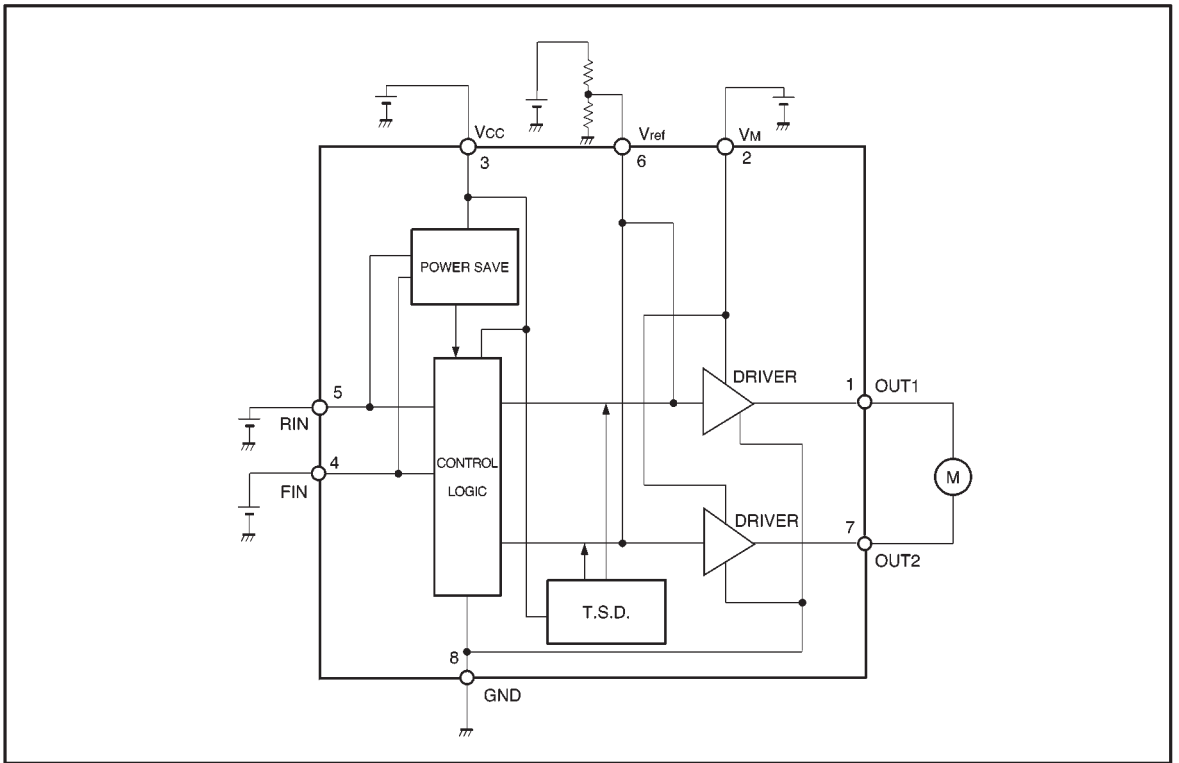 VCC
3
Vref
6
VM
2
POWER SAVE
5
RIN
4
FIN
CONTROL
LOGIC
DRIVER
1
OUT1
M
DRIVER
7
OUT2
T.S.D.
8
GND